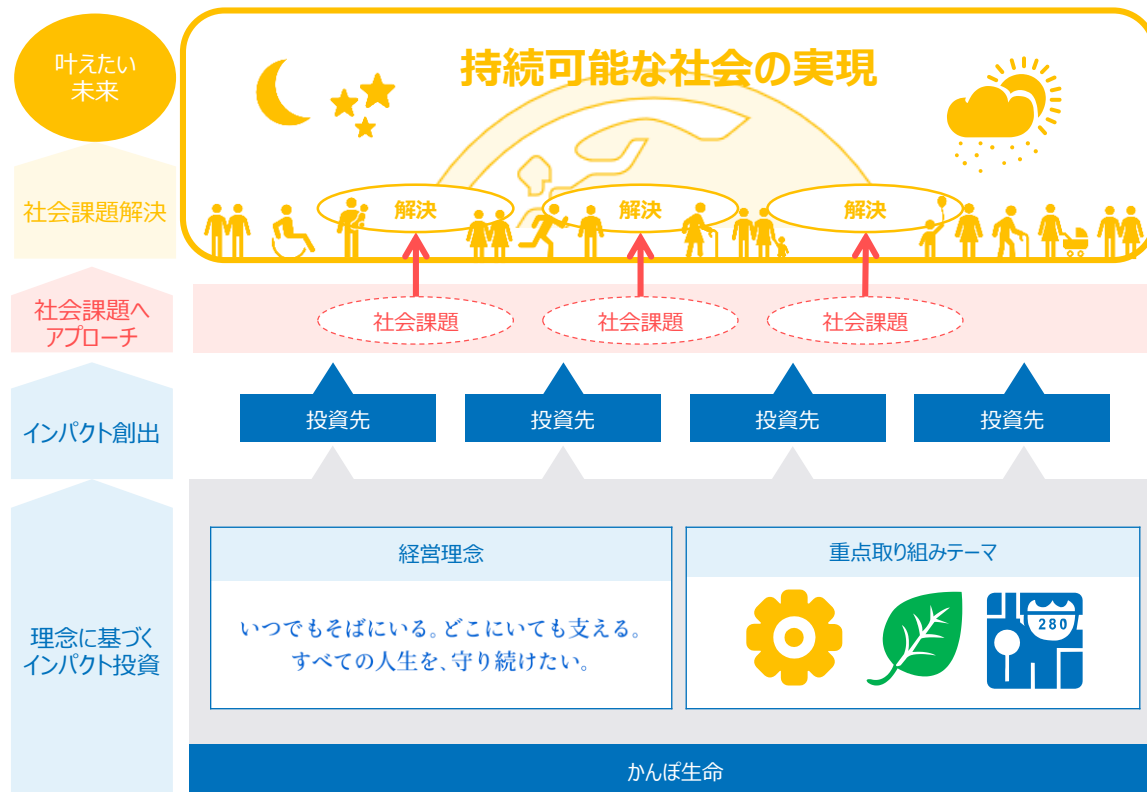 叶えたい
未来
持続可能な社会の実現
社会課題解決
解決
解決
解決
社会課題へ
アプローチ
社会課題
社会課題
社会課題
インパクト創出
投資先
投資先
投資先
投資先
理念に基づく
インパクト投資
経営理念
いつでもそばにいる。どこにいても支える。
すべての人生を、守り続けたい。
重点取り組みテーマ
280
かんぽ生命